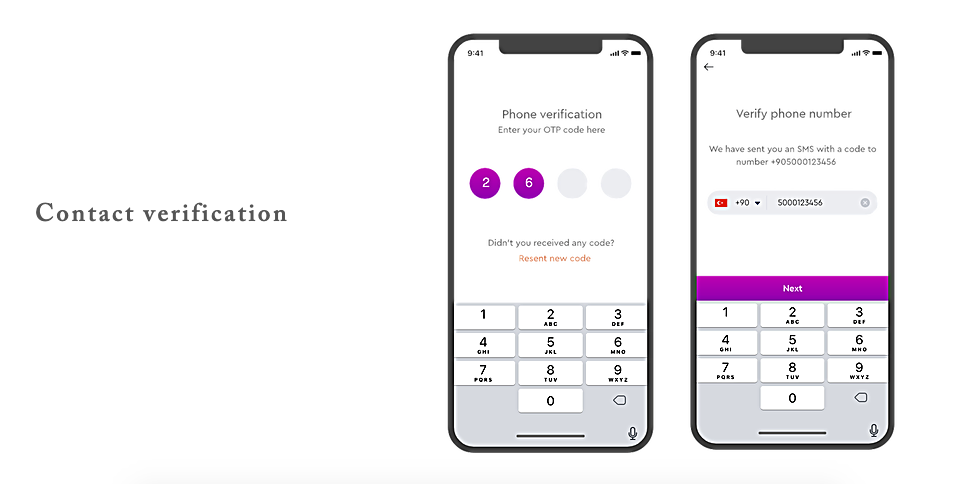 Contact verification
9:41
Phone verification
Enter your OTP code here
2 6
Didn't you received any code?
Resent new code
1 2 3
ABC DEF
4 5 6
GHI JKL MNO
7 8 9
PQRS TUV WXYZ
0
9:41
Verify phone number
We have sent you an SMS with a code to
number +905000123456
+90 5000123456
Next
1 2 3
ABC DEF
4 5 6
GHI JKL MNO
7 8 9
PQRS TUV WXYZ
0